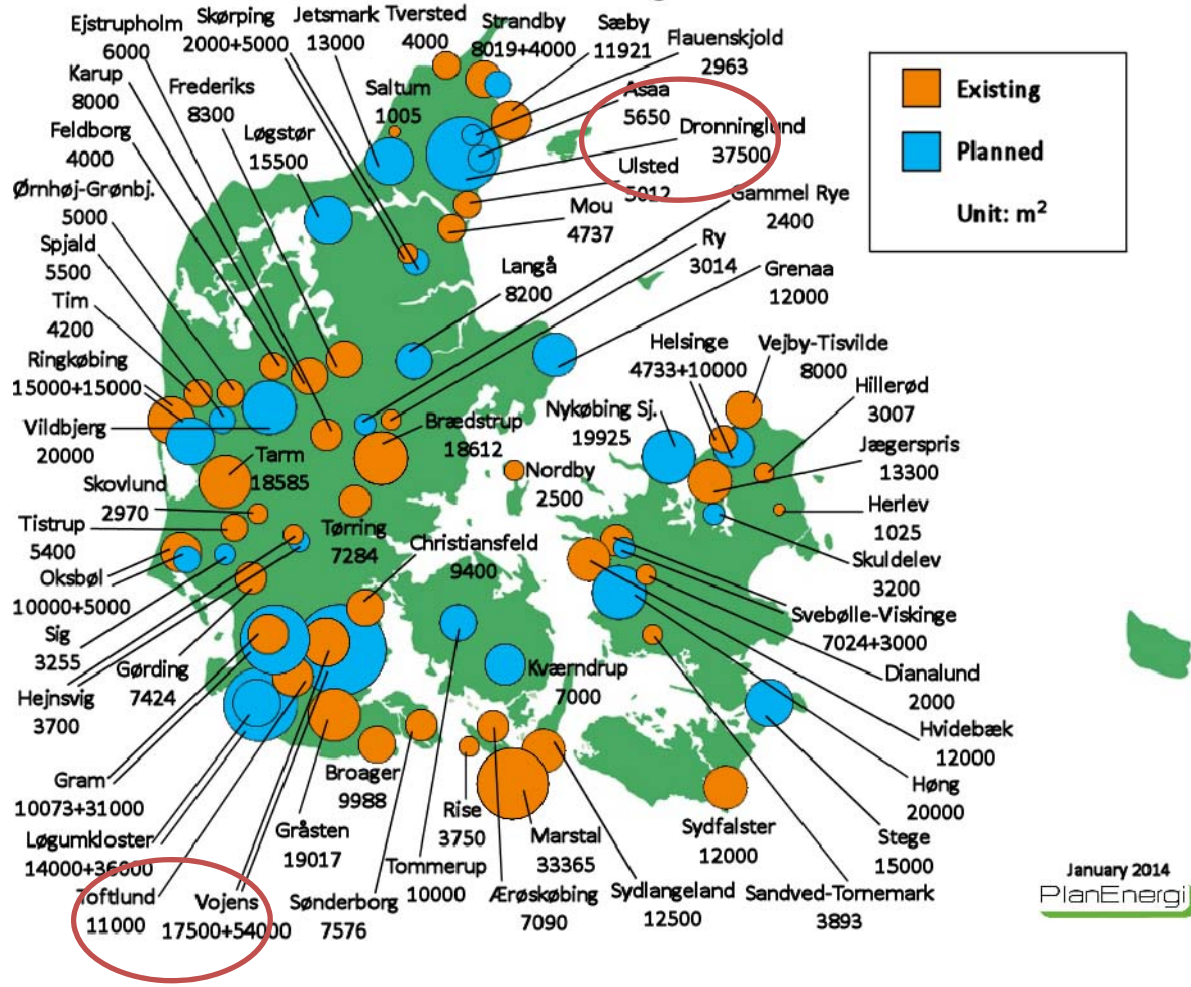 Ejstrupholm
6000
Skørping
2000+5000
Jetsmark
13000
Tversted
4000
Strandby
8019+4000
Sæby
11921
Flauenskjold
2963
Karup
8000
Frederiks
8300
Saltum
1005
Asaa
5650
Feldborg
4000
Løgstør
15500
Dronninglund
37500
Ulsted
5012
Ørnhøj-Grønbj.
5000
Mou
4737
Gammel Rye
2400
Spjald
5500
Langå
8200
Ry
3014
Grenaa
12000
Tim
4200
Ringkøbing
15000+15000
Helsinge
4733+10000
Vejby-Tisvilde
8000
Hillerød
3007
Vildbjerg
20000
Brædstrup
18612
Nykøbing Sj.
19925
Jægerspris
13300
Tarm
18585
Nordby
2500
Skovlund
2970
Herlev
1025
Tistrup
5400
Tørring
7284
Christiansfeld
9400
Skuldelev
3200
Oksbøl
10000+5000
Svebølle-Viskinge
7024+3000
Sig
3255
Gørding
7424
Kværndrup
7000
Dianalund
2000
Hejnsvig
3700
Hvidebæk
12000
Gram
10073+31000
Broager
9988
Høng
20000
Løgumkloster
14000+36000
Gråsten
19017
Rise
3750
Marstal
33365
Sydfalster
12000
Stege
15000
Toftlund
11000
Vojens
17500+54000
Sønderborg
7576
Tommerup
10000
Ærøskøbing
7090
Sydlangeland
12500
Sandved-Tornemark
3893
Existing
Planned
Unit: m²
January 2014
PlanEnergi